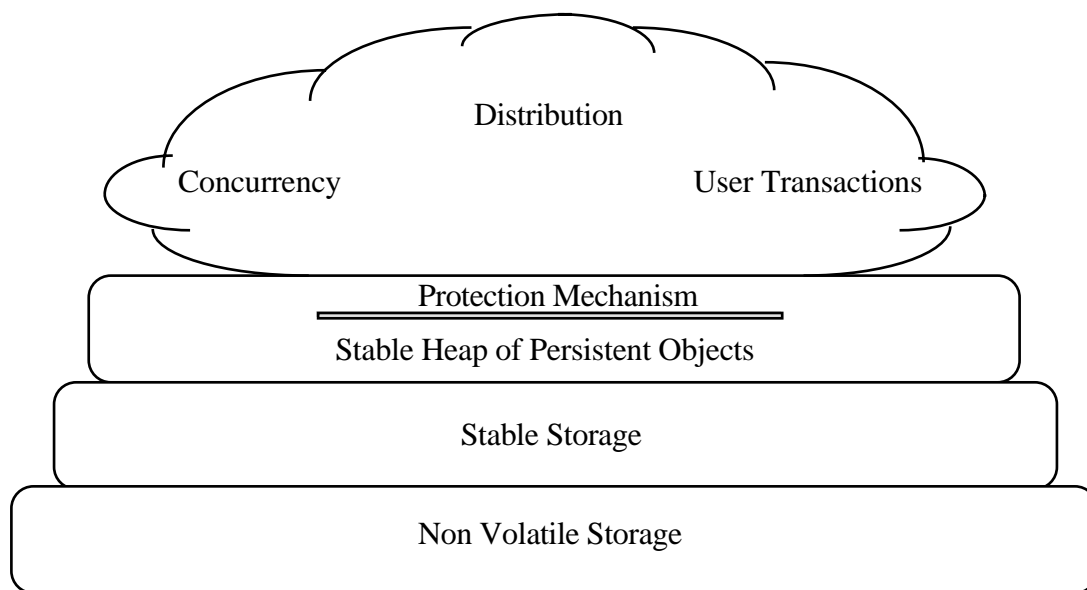 Distribution
Concurrency
User Transactions
Protection Mechanism
Stable Heap of Persistent Objects
Stable Storage
Non Volatile Storage